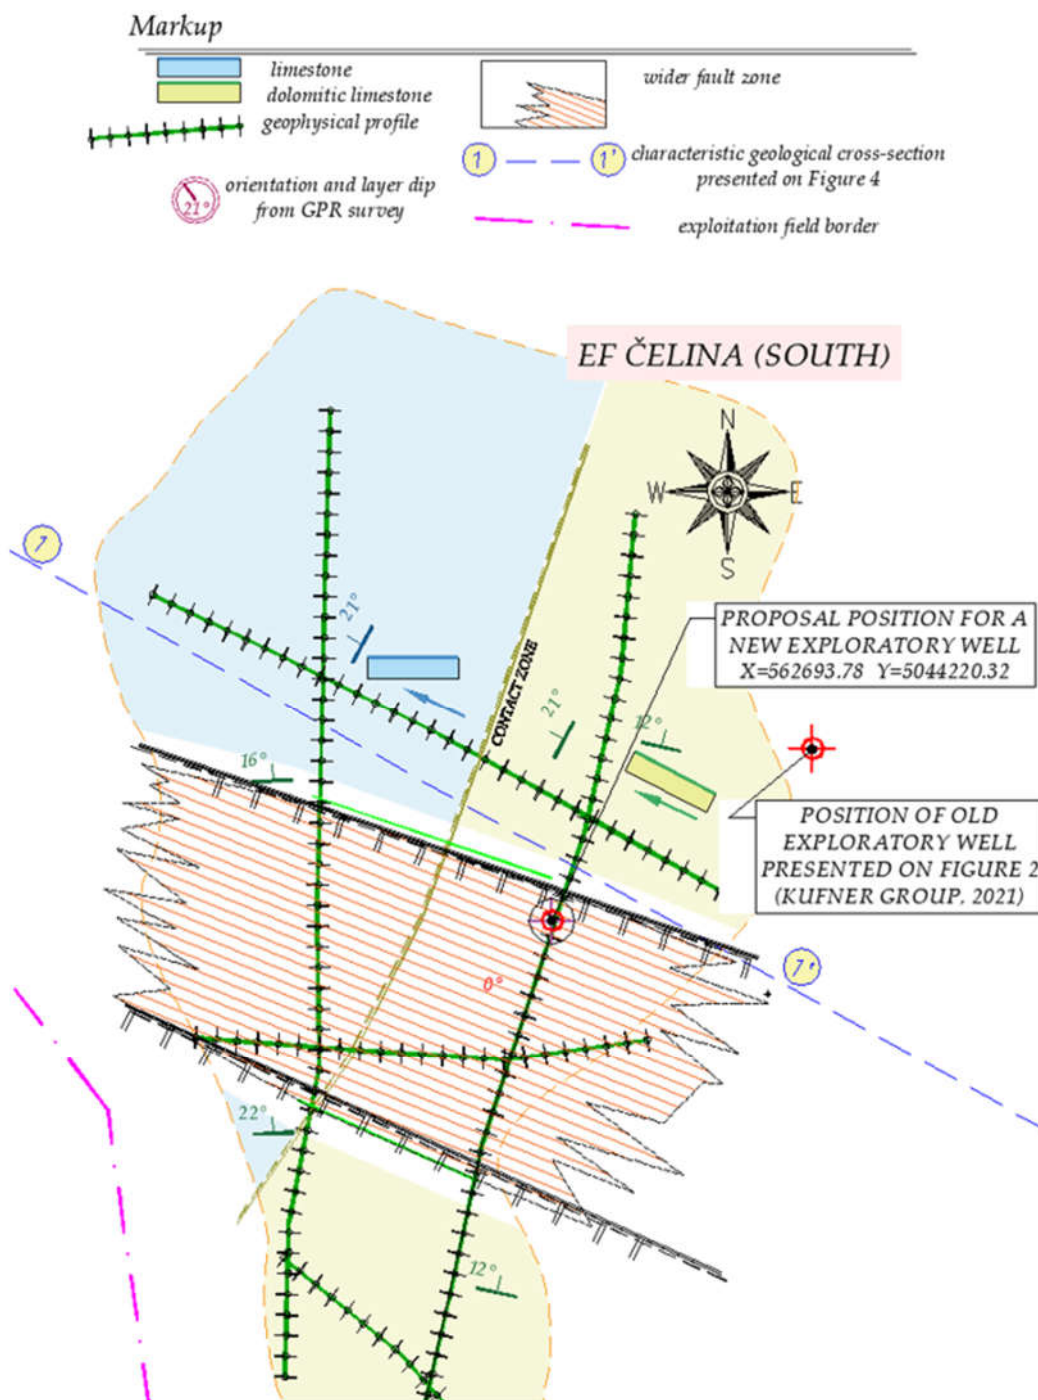 Markup
limestone
dolomitic limestone
geophysical profile
21°
orientation and layer dip
from GPR survey
wider fault zone
1
1'
characteristic geological cross-section
presented on Figure 4
exploitation field border
EF ČELINA (SOUTH)
N
W
E
S
1
21°
CONTACT ZONE
21°
12°
PROPOSAL POSITION FOR A
NEW EXPLORATORY WELL
X=562693.78 Y=5044220.32
16°
POSITION OF OLD
EXPLORATORY WELL
PRESENTED ON FIGURE 2
(KUFNER GROUP, 2021)
1'
0°
22°
12°